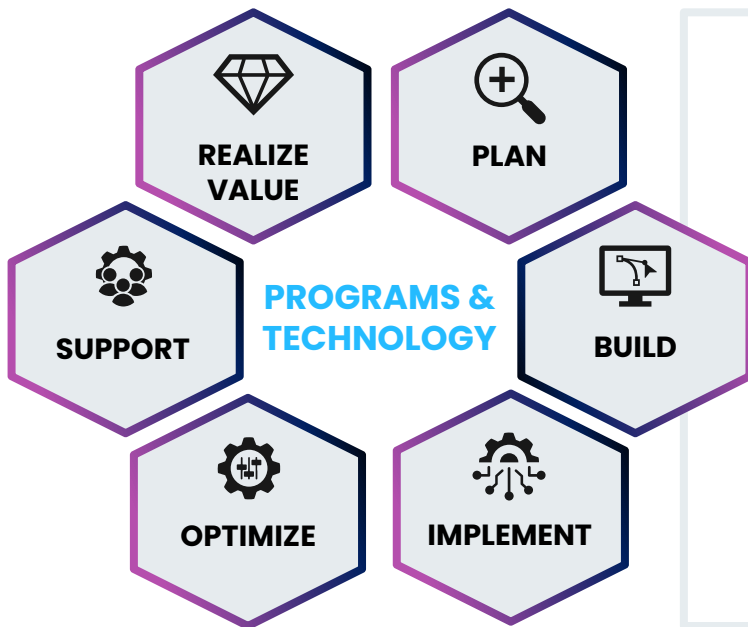 REALIZE
VALUE
PLAN
SUPPORT
PROGRAMS &
TECHNOLOGY
BUILD
OPTIMIZE
IMPLEMENT